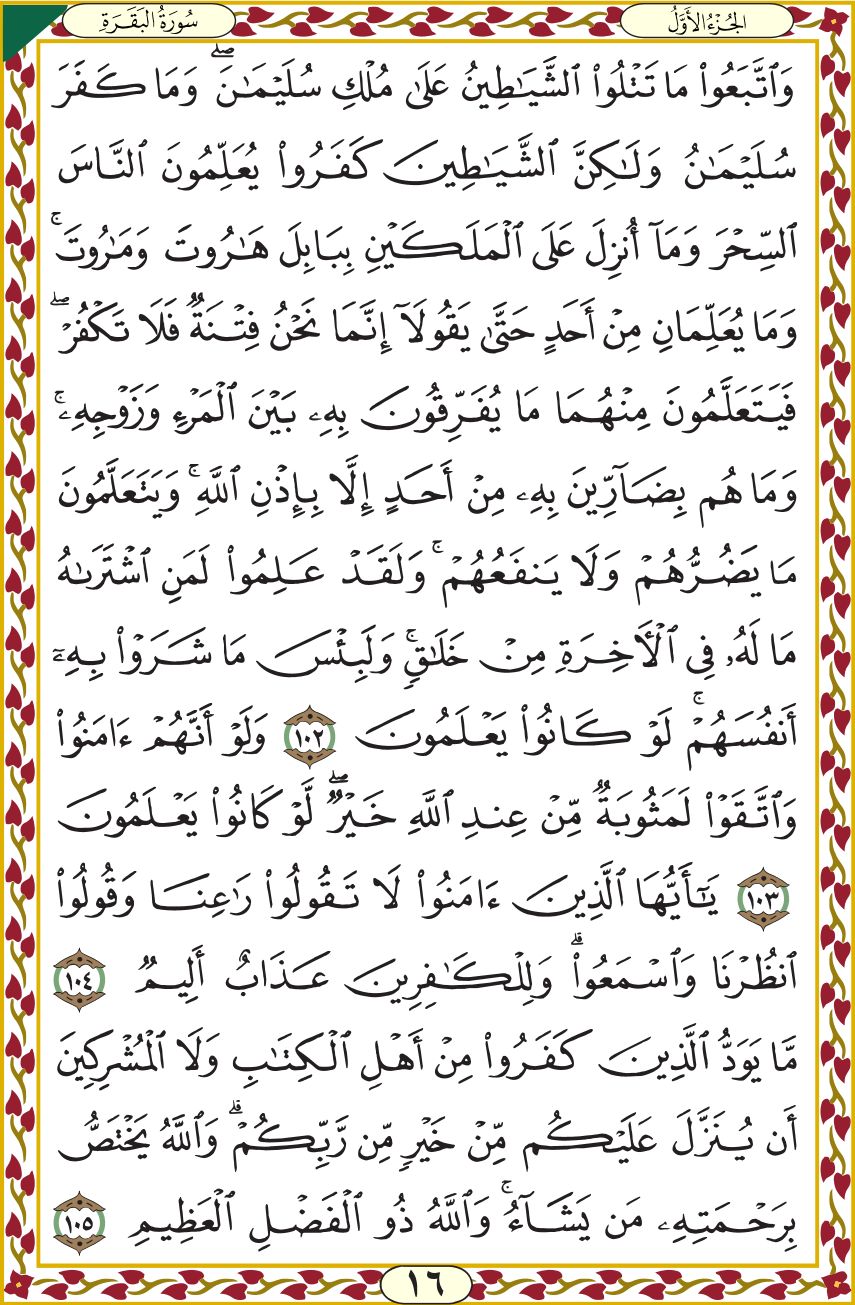 سُورَةُ البَقَرَةِ
الجُزْءُ الأَوَّلُ
وَٱتَّبَعُوا۟ مَا تَتْلُوا۟ ٱلشَّيَـٰطِينُ عَلَىٰ مُلْكِ سُلَيْمَـٰنَ ۖ وَمَا كَفَرَ
سُلَيْمَـٰنُ وَلَـٰكِنَّ ٱلشَّيَـٰطِينَ كَفَرُوا۟ يُعَلِّمُونَ ٱلنَّاسَ
ٱلسِّحْرَ وَمَآ أُنزِلَ عَلَى ٱلْمَلَكَيْنِ بِبَابِلَ هَـٰرُوتَ وَمَـٰرُوتَ ۚ
وَمَا يُعَلِّمَانِ مِنْ أَحَدٍ حَتَّىٰ يَقُولَآ إِنَّمَا نَحْنُ فِتْنَةٌ فَلَا تَكْفُرْ ۖ
فَيَتَعَلَّمُونَ مِنْهُمَا مَا يُفَرِّقُونَ بِهِۦ بَيْنَ ٱلْمَرْءِ وَزَوْجِهِۦ ۚ
وَمَا هُم بِضَآرِّينَ بِهِۦ مِنْ أَحَدٍ إِلَّا بِإِذْنِ ٱللَّهِ ۚ وَيَتَعَلَّمُونَ
مَا يَضُرُّهُمْ وَلَا يَنفَعُهُمْ ۚ وَلَقَدْ عَلِمُوا۟ لَمَنِ ٱشْتَرَىٰهُ
مَا لَهُۥ فِى ٱلْـَٔاخِرَةِ مِنْ خَلَـٰقٍ ۚ وَلَبِئْسَ مَا شَرَوْا۟ بِهِۦٓ
أَنفُسَهُمْ ۚ لَوْ كَانُوا۟ يَعْلَمُونَ ١٠٢ وَلَوْ أَنَّهُمْ ءَامَنُوا۟
وَٱتَّقَوْا۟ لَمَثُوبَةٌ مِّنْ عِندِ ٱللَّهِ خَيْرٌ ۖ لَّوْ كَانُوا۟ يَعْلَمُونَ
١٠٣ يَـٰٓأَيُّهَا ٱلَّذِينَ ءَامَنُوا۟ لَا تَقُولُوا۟ رَٰعِنَا وَقُولُوا۟
ٱنظُرْنَا وَٱسْمَعُوا۟ ۗ وَلِلْكَـٰفِرِينَ عَذَابٌ أَلِيمٌ ١٠٤
مَّا يَوَدُّ ٱلَّذِينَ كَفَرُوا۟ مِنْ أَهْلِ ٱلْكِتَـٰبِ وَلَا ٱلْمُشْرِكِينَ
أَن يُنَزَّلَ عَلَيْكُم مِّنْ خَيْرٍ مِّن رَّبِّكُمْ ۗ وَٱللَّهُ يَخْتَصُّ
بِرَحْمَتِهِۦ مَن يَشَآءُ ۚ وَٱللَّهُ ذُو ٱلْفَضْلِ ٱلْعَظِيمِ ١٠٥
١٦